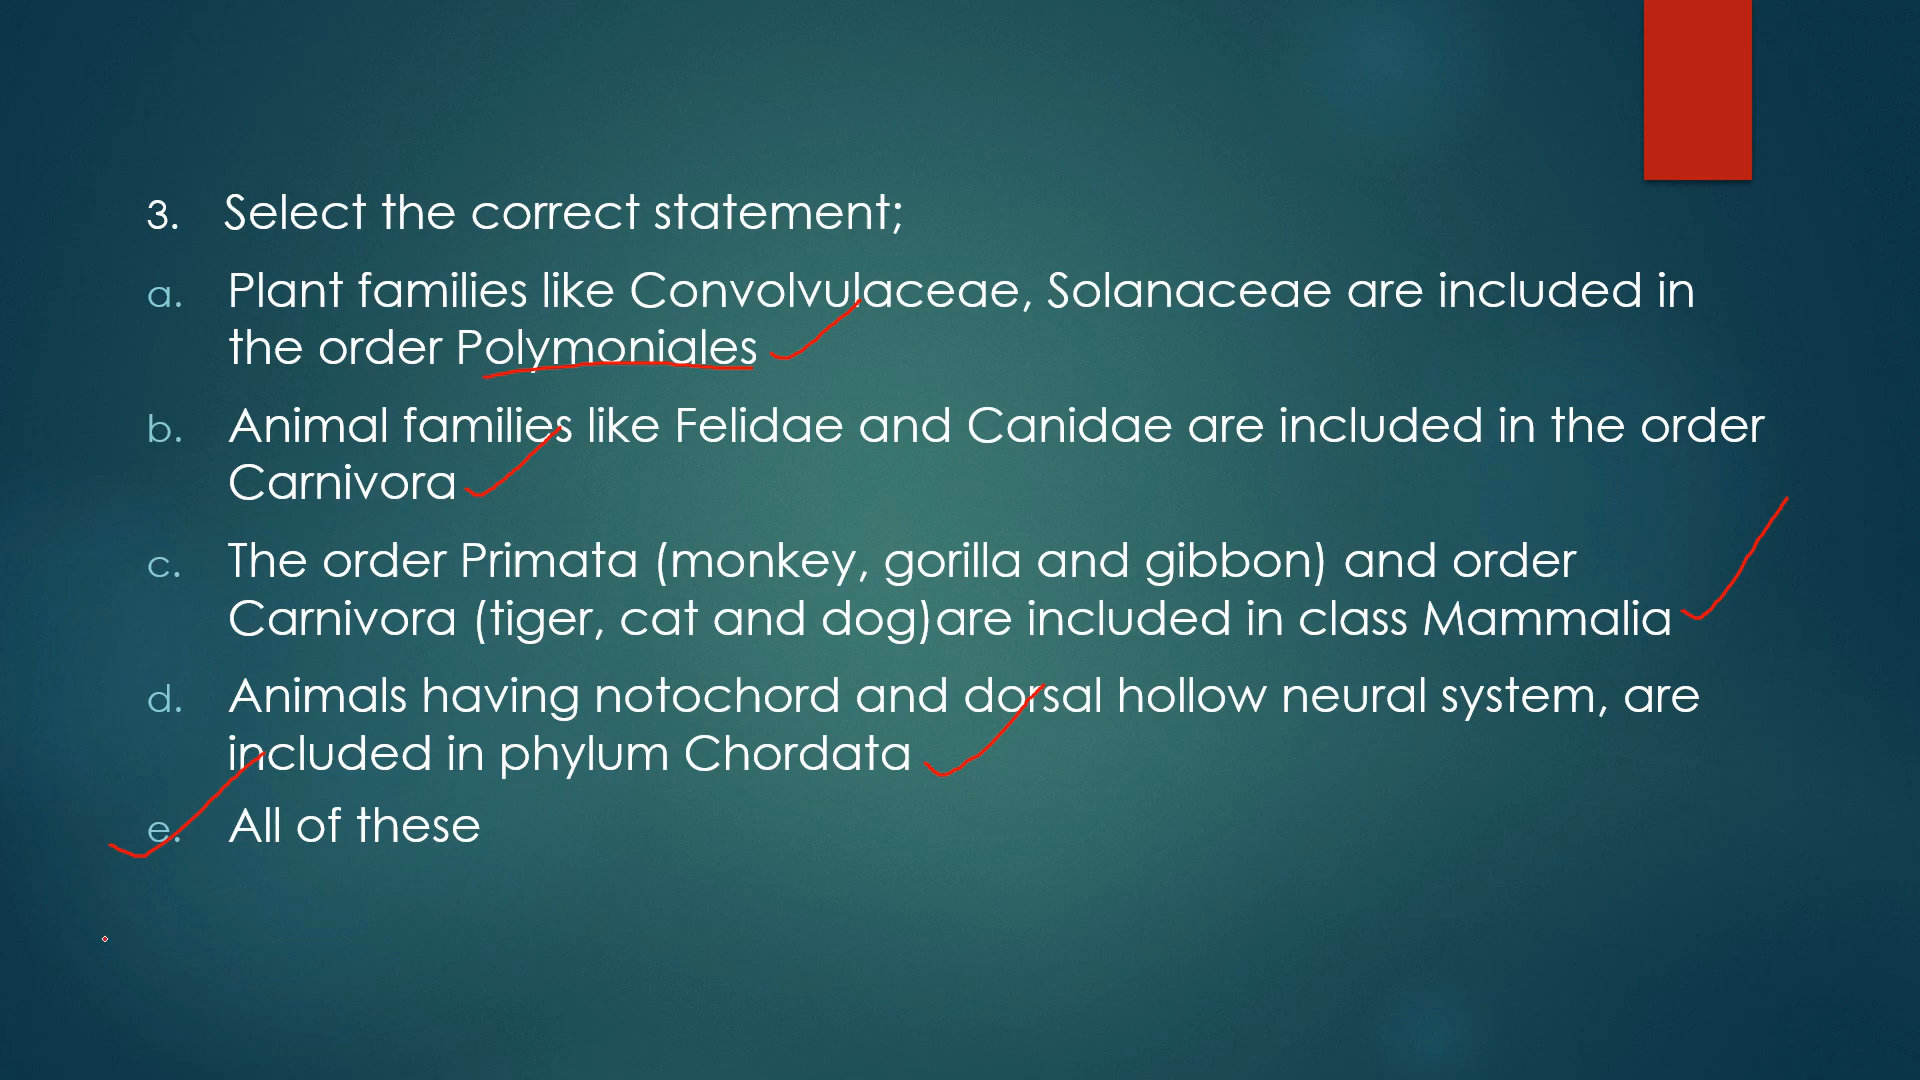 3. Select the correct statement;
a. Plant families like Convolvulaceae, Solanaceae are included in
the order Polymoniales
b. Animal families like Felidae and Canidae are included in the order
Carnivora
c. The order Primata (monkey, gorilla and gibbon) and order
Carnivora (tiger, cat and dog)are included in class Mammalia
d. Animals having notochord and dorsal hollow neural system, are
included in phylum Chordata
e. All of these